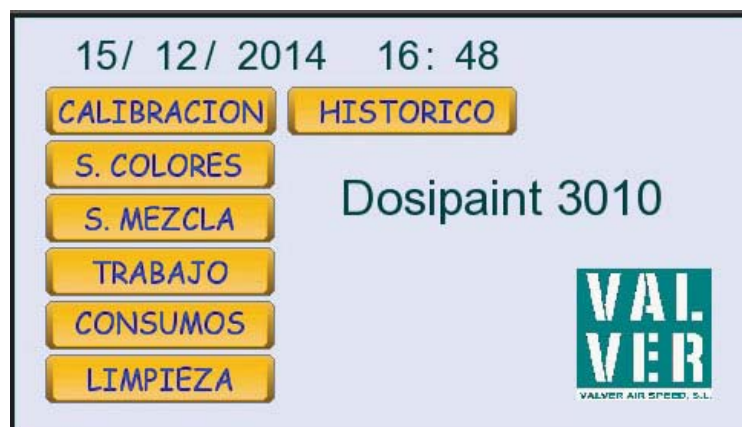 15/ 12/ 2014 16: 48
CALIBRACION HISTORICO
S. COLORES
S. MEZCLA
Dosipaint 3010
TRABAJO
CONSUMOS
LIMPIEZA
VAL
VER
VALVER AIR SPEED, S.L.